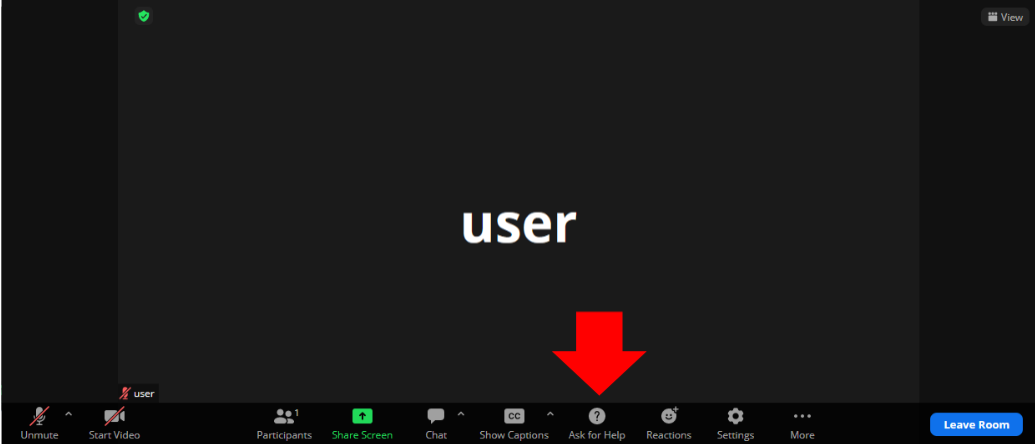 View
user
user
Unmute Start Video Participants 1 Share Screen Chat CC Show Captions ? Ask for Help Reactions Settings More Leave Room